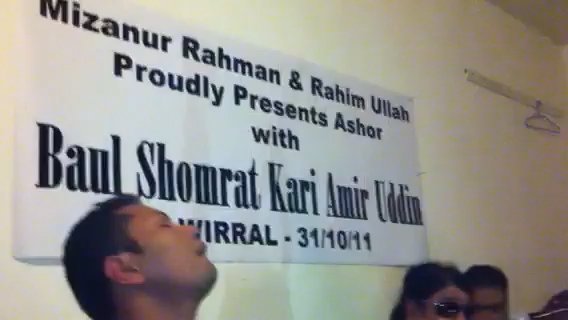 Mizanur Rahman & Rahim Ullah
Proudly Presents Ashor
with
Baul Shomrat Kari Amir Uddin
WIRRAL - 31/10/11